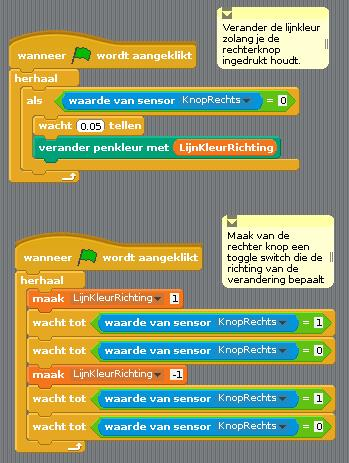 wanneer wordt aangeklikt
herhaal
als waarde van sensor KnopRechts = 0
wacht 0.05 tellen
verander penkleur met LijnKleurRichting
Verander de lijnkleur
zolang je de
rechterknop
ingedrukt houdt.
wanneer wordt aangeklikt
herhaal
maak LijnKleurRichting 1
wacht tot waarde van sensor KnopRechts = 1
wacht tot waarde van sensor KnopRechts = 0
maak LijnKleurRichting -1
wacht tot waarde van sensor KnopRechts = 1
wacht tot waarde van sensor KnopRechts = 0
Maak van de
rechter knop een
toggle switch die de
richting van de
verandering bepaalt